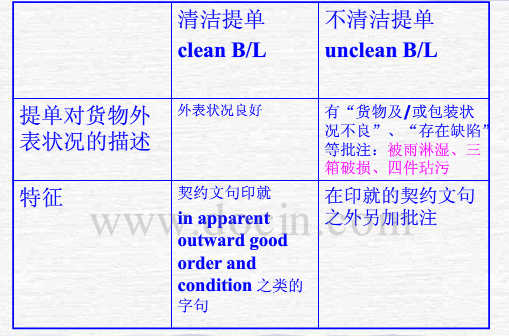 清洁提单
clean B/L
不清洁提单
unclean B/L
提单对货物外
表状况的描述
外表状况良好
有“货物及/或包装状
况不良”、“存在缺陷”
等批注：被雨淋湿、三
箱破损、四件玷污
特征
契约文句印就
in apparent
outward good
order and
condition 之类的
字句
在印就的契约文句
之外另加批注
www.docin.com